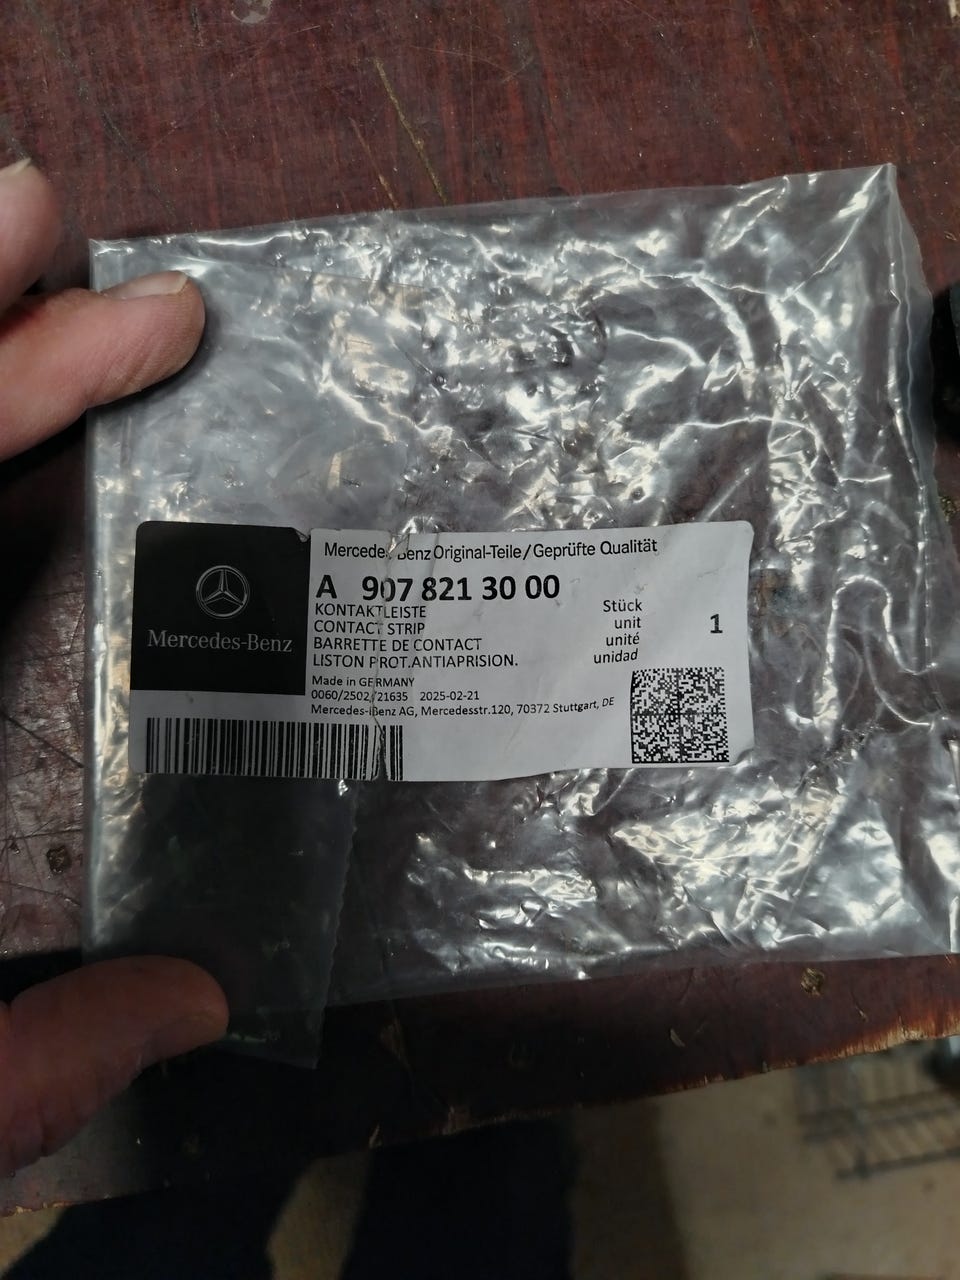 Mercedes-Benz Original-Teile/Geprüfte Qualität
A 907 821 30 00
KONTAKTLEISTE
CONTACT STRIP
BARRETTE DE CONTACT
LISTON PROT.ANTIAPRISION.
Stück
unit
unité
unidad
1
Mercedes-Benz
Made in GERMANY
0060/2502/21635 2025-02-21
Mercedes-Benz AG, Mercedesstr.120, 70372 Stuttgart, DE